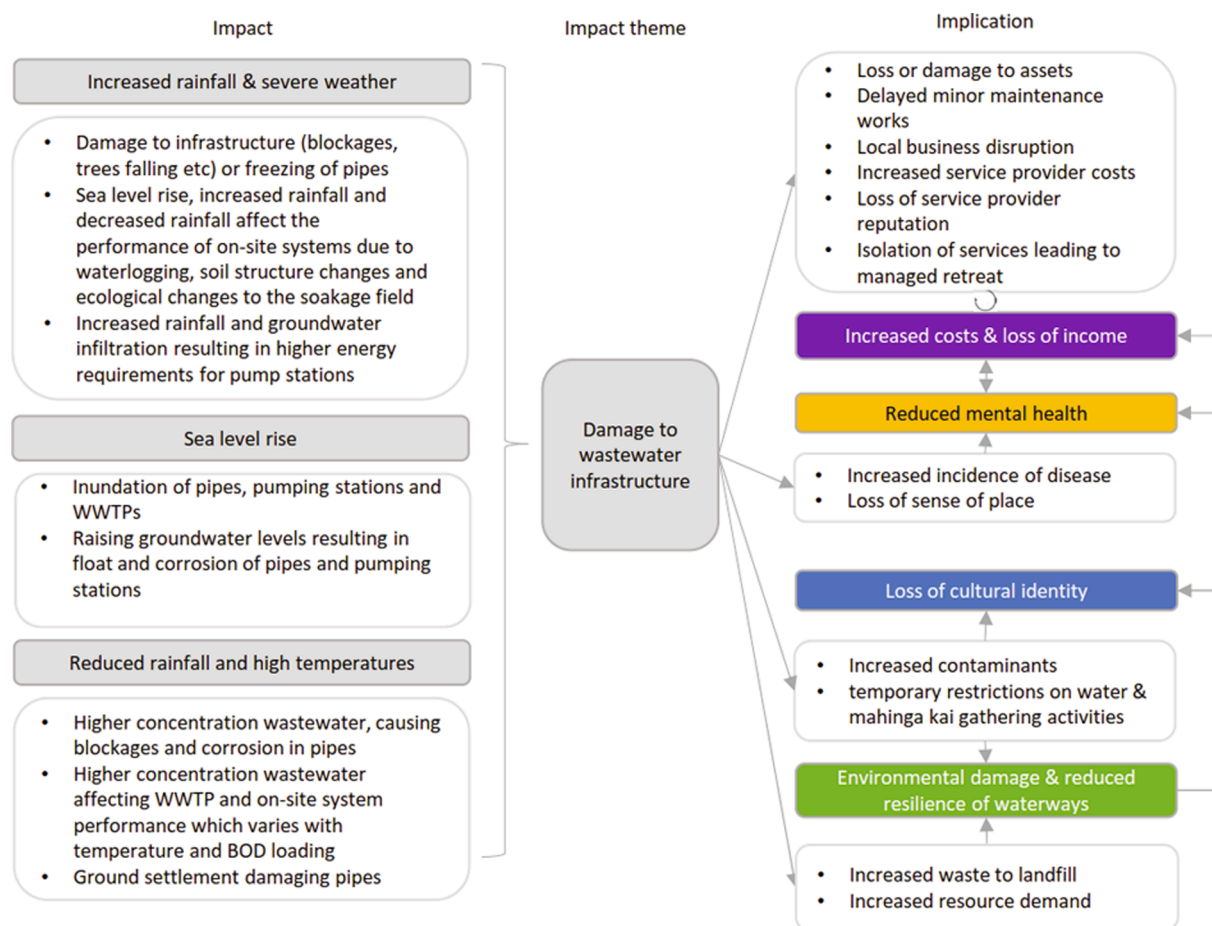 Impact
Impact theme
Implication
Increased rainfall & severe weather
• Damage to infrastructure (blockages,
trees falling etc) or freezing of pipes
• Sea level rise, increased rainfall and
decreased rainfall affect the
performance of on-site systems due to
waterlogging, soil structure changes and
ecological changes to the soakage field
• Increased rainfall and groundwater
infiltration resulting in higher energy
requirements for pump stations
Sea level rise
• Inundation of pipes, pumping stations and
WWTPs
• Raising groundwater levels resulting in
float and corrosion of pipes and pumping
stations
Reduced rainfall and high temperatures
• Higher concentration wastewater, causing
blockages and corrosion in pipes
• Higher concentration wastewater
affecting WWTP and on-site system
performance which varies with
temperature and BOD loading
• Ground settlement damaging pipes
Damage to
wastewater
infrastructure
• Loss or damage to assets
• Delayed minor maintenance
works
• Local business disruption
• Increased service provider costs
• Loss of service provider
reputation
• Isolation of services leading to
managed retreat
Increased costs & loss of income
Reduced mental health
• Increased incidence of disease
• Loss of sense of place
Loss of cultural identity
• Increased contaminants
• temporary restrictions on water &
mahinga kai gathering activities
Environmental damage & reduced
resilience of waterways
• Increased waste to landfill
• Increased resource demand